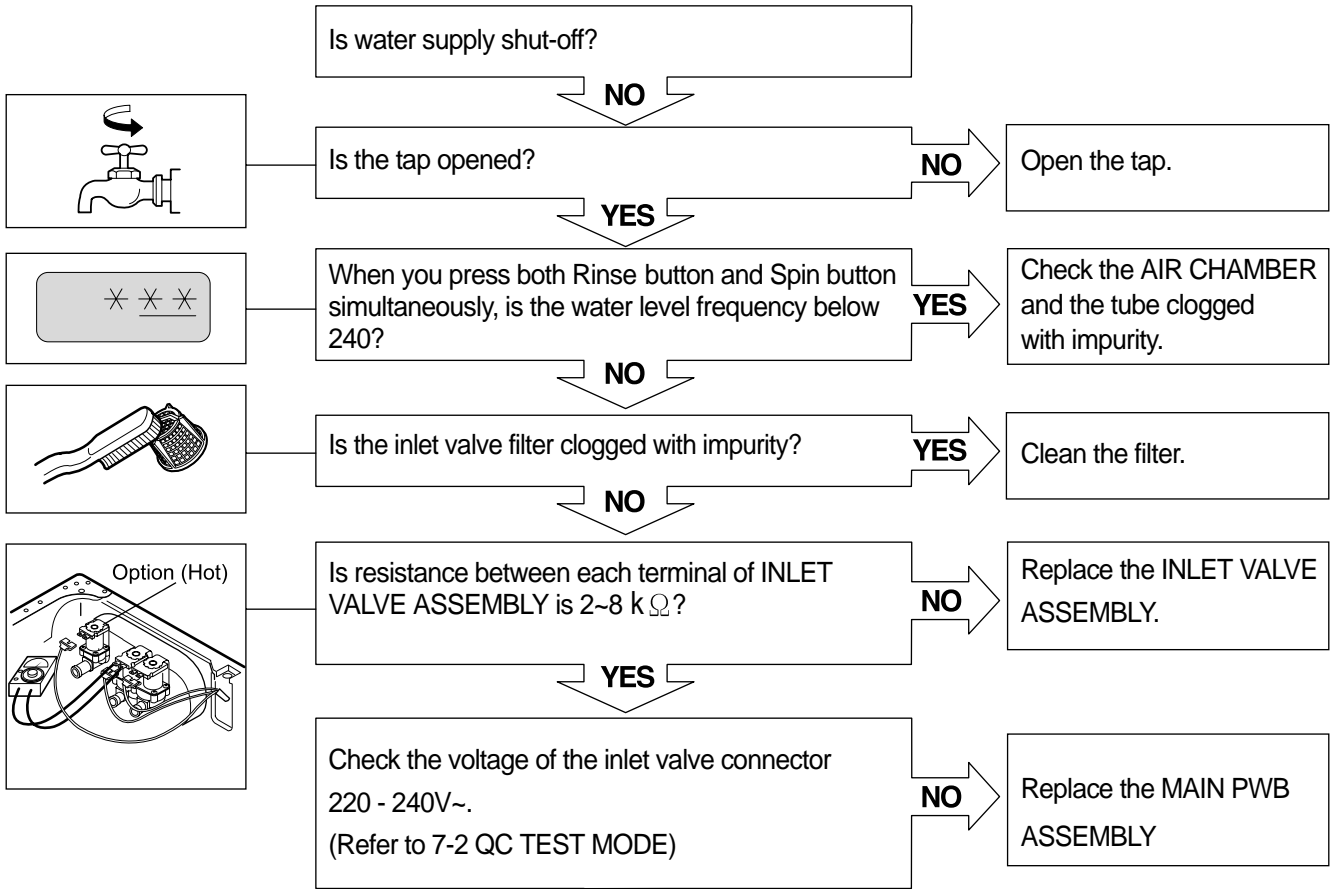 Is water supply shut-off?
NO
Is the tap opened?
NO
Open the tap.
YES
When you press both Rinse button and Spin button
simultaneously, is the water level frequency below
240?
YES
Check the AIR CHAMBER
and the tube clogged
with impurity.
NO
Is the inlet valve filter clogged with impurity?
YES
Clean the filter.
NO
Option (Hot)
Is resistance between each terminal of INLET
VALVE ASSEMBLY is 2~8 k Ω?
NO
Replace the INLET VALVE
ASSEMBLY.
YES
Check the voltage of the inlet valve connector
220 - 240V~.
(Refer to 7-2 QC TEST MODE)
NO
Replace the MAIN PWB
ASSEMBLY